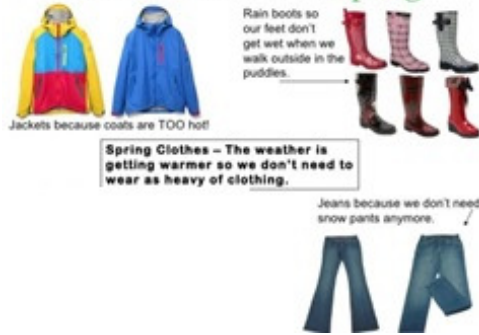 Rain boots so
our feet don't
get wet when we
walk outside in the
puddles.
Jackets because coats are TOO hot!
Spring Clothes – The weather is
getting warmer so we don't need to
wear as heavy of clothing.
Jeans because we don't need
snow pants anymore.